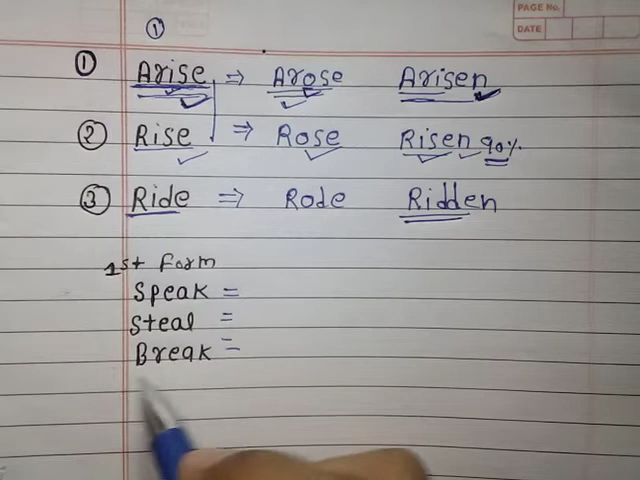 PAGE No.
DATE
①
① Arise ⇒ Arose Arisen
② Rise ⇒ Rose Risen 90%
③ Ride ⇒ Rode Ridden
1st Form
Speak =
Steal =
Break =